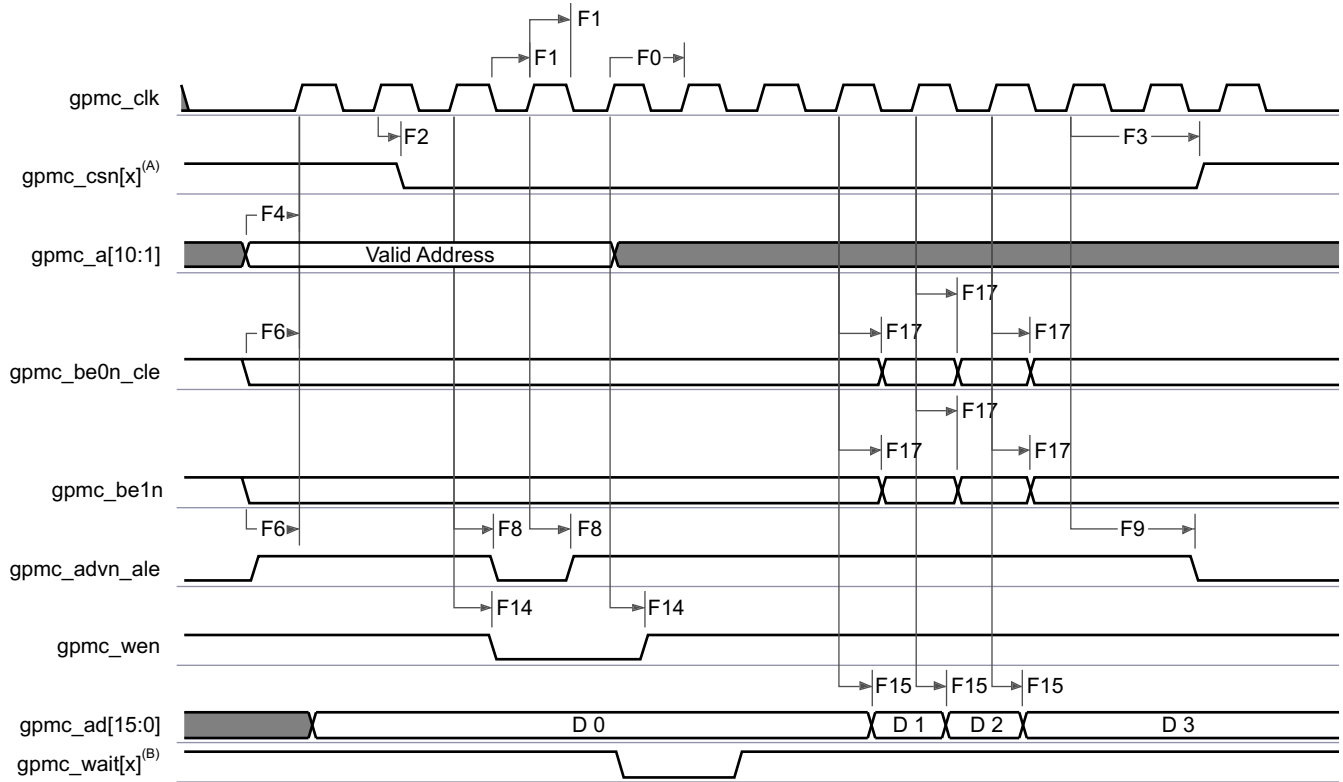 F1
F1 F0
gpmc_clk
F2 F3
gpmc_csn[x](A)
F4
gpmc_a[10:1] Valid Address
F17
F6 F17 F17
gpmc_be0n_cle
F17
F17 F17
gpmc_be1n
F6 F8 F8 F9
gpmc_advn_ale
F14 F14
gpmc_wen
F15 F15 F15
gpmc_ad[15:0] D 0 D 1 D 2 D 3
gpmc_wait[x](B)